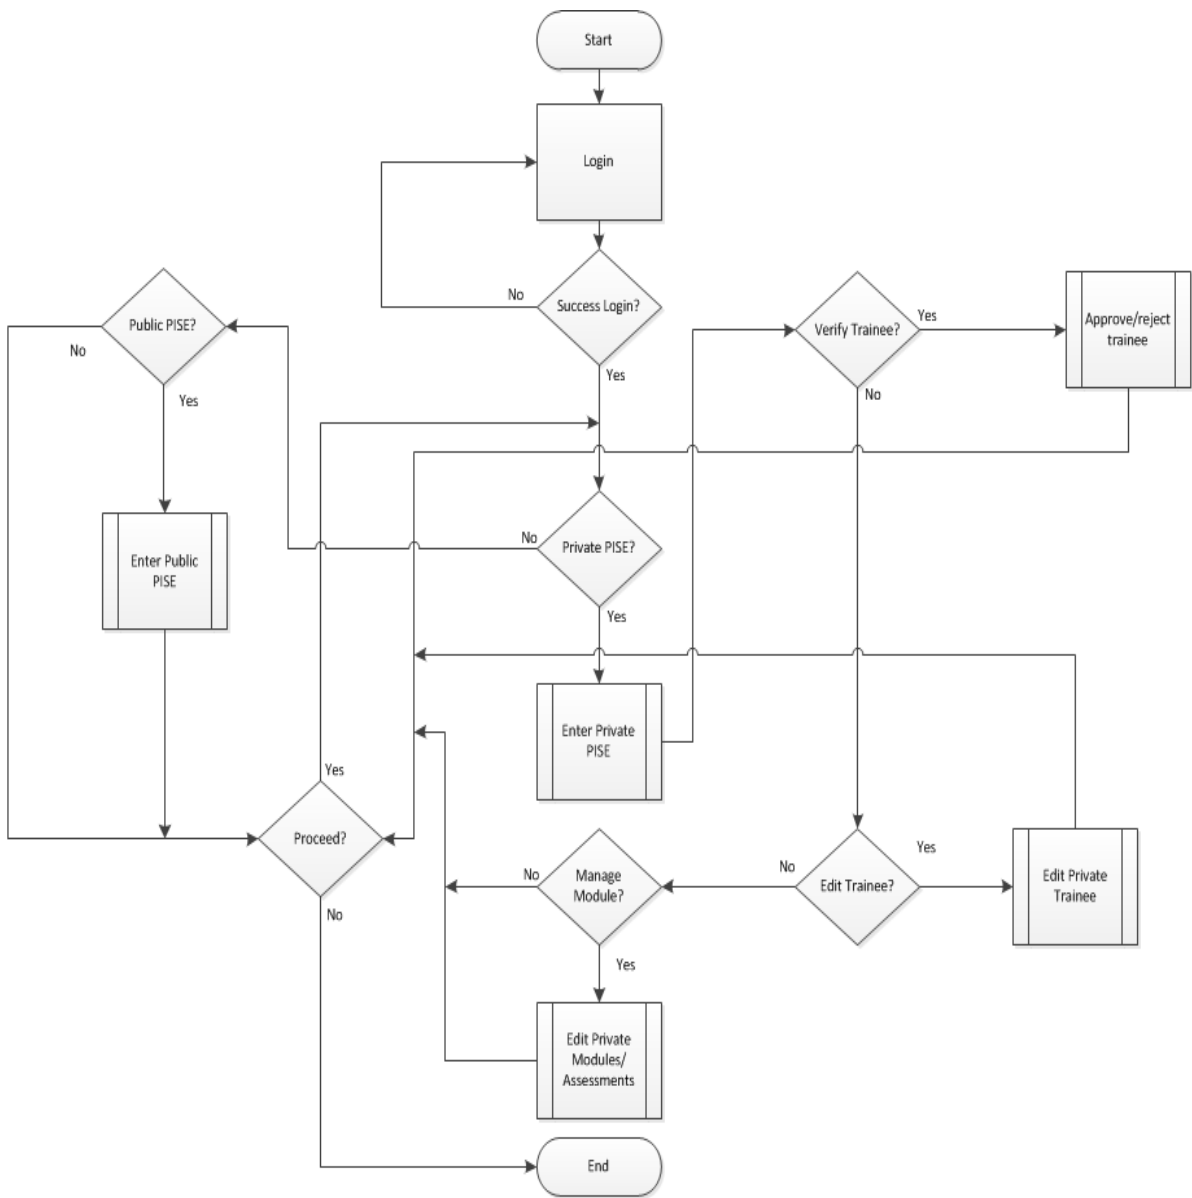 Start
Login
Success Login?
No
Yes
Public PISE?
No
Yes
Verify Trainee?
Yes
No
Approve/reject
trainee
Private PISE?
No
Yes
Enter Public
PISE
Enter Private
PISE
Yes
Proceed?
No
Manage
Module?
No
Yes
No
Edit Trainee?
Yes
Edit Private
Trainee
Edit Private
Modules/
Assessments
End